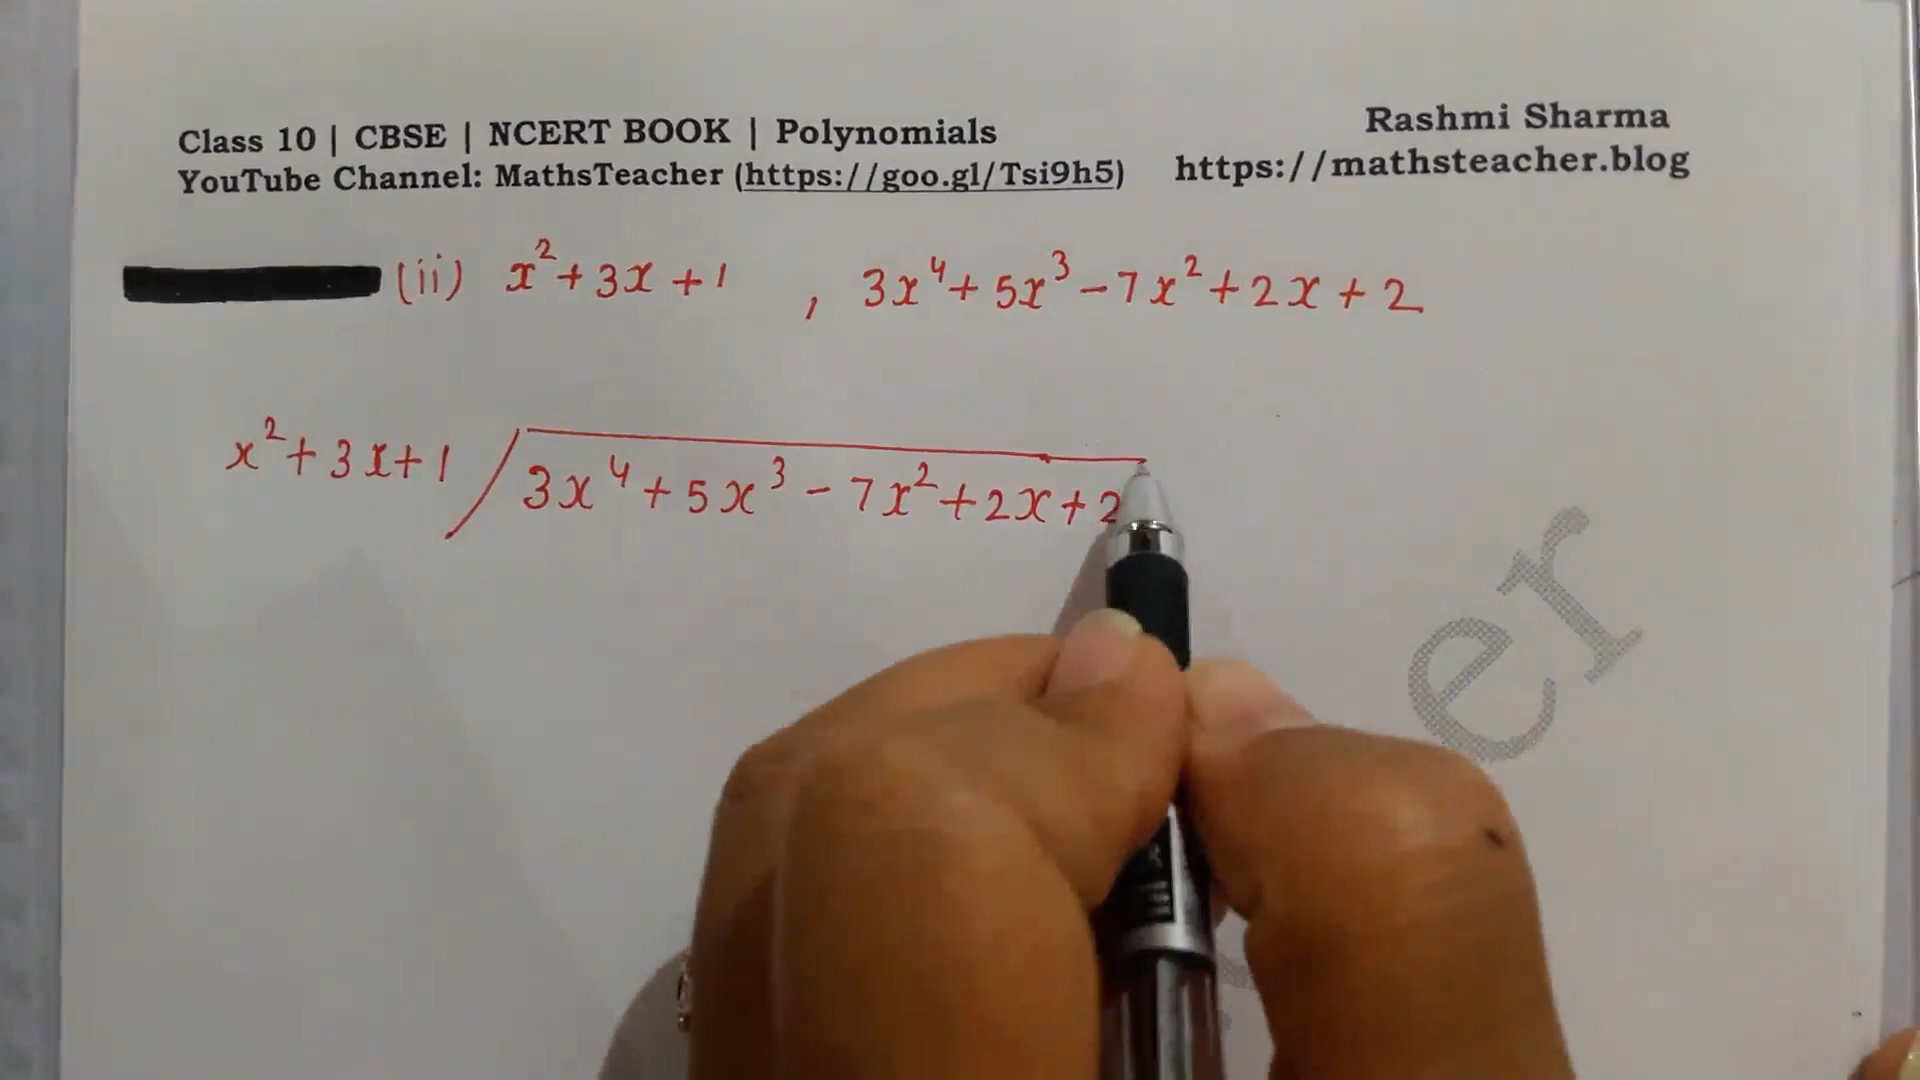 Class 10 | CBSE | NCERT BOOK | Polynomials
Rashmi Sharma
YouTube Channel: MathsTeacher (https://goo.gl/Tsi9h5)
https://mathsteacher.blog
(ii) x² + 3x + 1 , 3x⁴ + 5x³ - 7x² + 2x + 2
x² + 3x + 1 / 3x⁴ + 5x³ - 7x² + 2x + 2
er